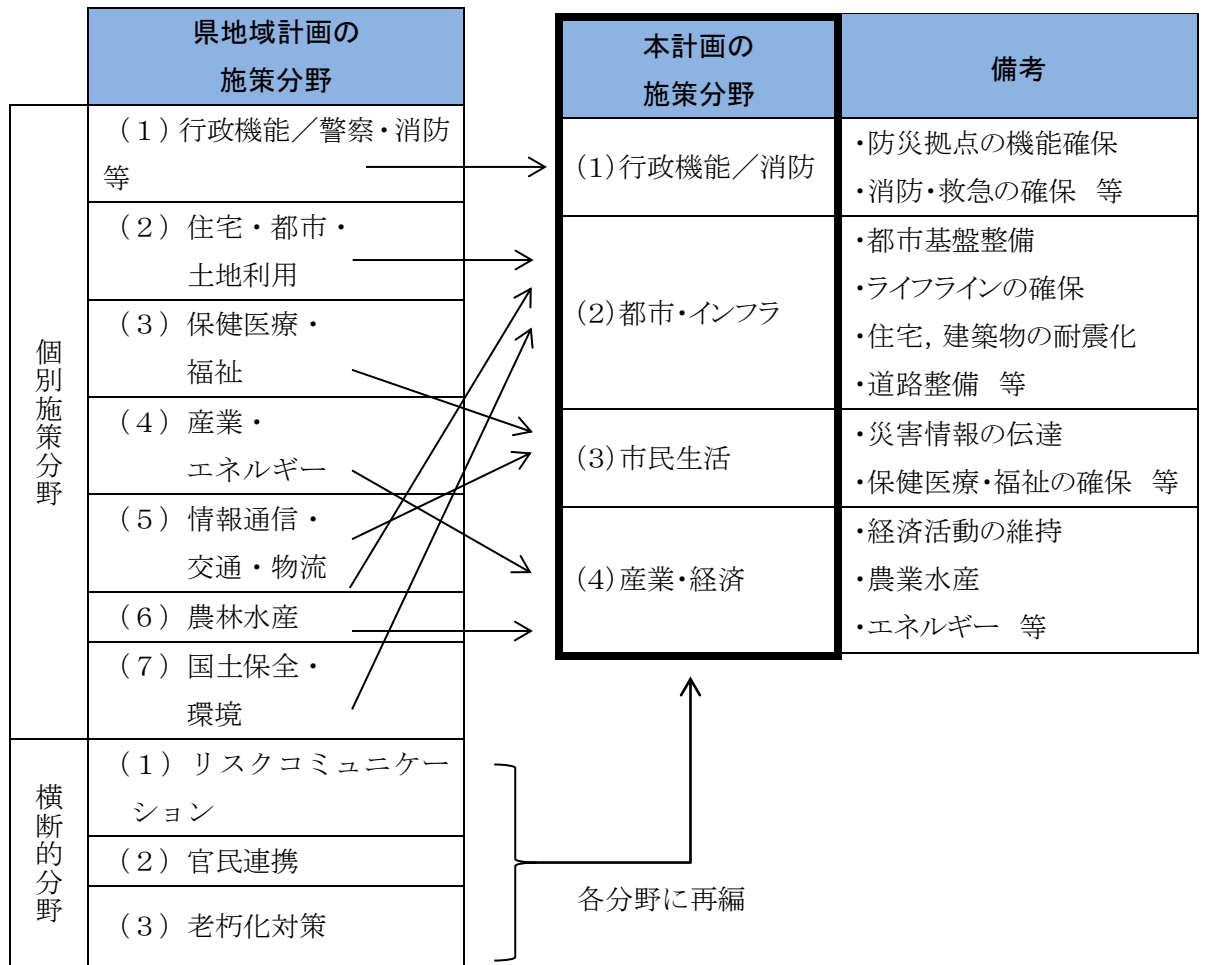 県地域計画の
施策分野
個別施策分野
（１）行政機能／警察・消防
等
（２）住宅・都市・
土地利用
（３）保健医療・
福祉
（４）産業・
エネルギー
（５）情報通信・
交通・物流
（６）農林水産
（７）国土保全・
環境
横断的分野
（１）リスクコミュニケー
ション
（２）官民連携
（３）老朽化対策
本計画の
施策分野
備考
(1)行政機能／消防
・防災拠点の機能確保
・消防・救急の確保 等
(2)都市・インフラ
・都市基盤整備
・ライフラインの確保
・住宅，建築物の耐震化
・道路整備 等
(3)市民生活
・災害情報の伝達
・保健医療・福祉の確保 等
(4)産業・経済
・経済活動の維持
・農業水産
・エネルギー 等
各分野に再編